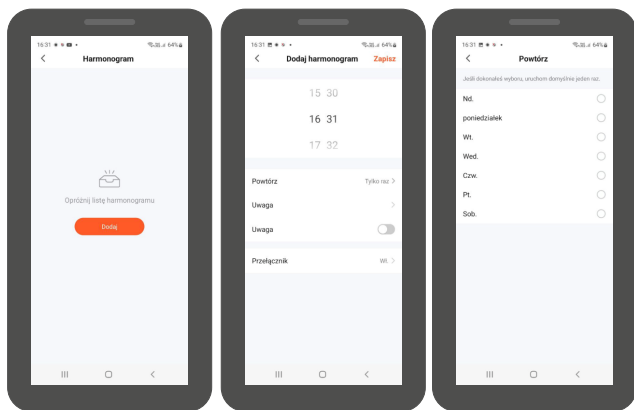 16:31 64%
Harmonogram
Opróżnij listę harmonogramu
Dodaj
16:31 64%
Dodaj harmonogram Zapisz
15 30
16 31
17 32
Powtórz Tylko raz >
Uwaga >
Uwaga
Przełącznik Wł. >
16:31 64%
Powtórz
Jeśli dokonałeś wyboru, uruchom domyślnie jeden raz.
Nd.
poniedziałek
Wt.
Wed.
Czw.
Pt.
Sob.